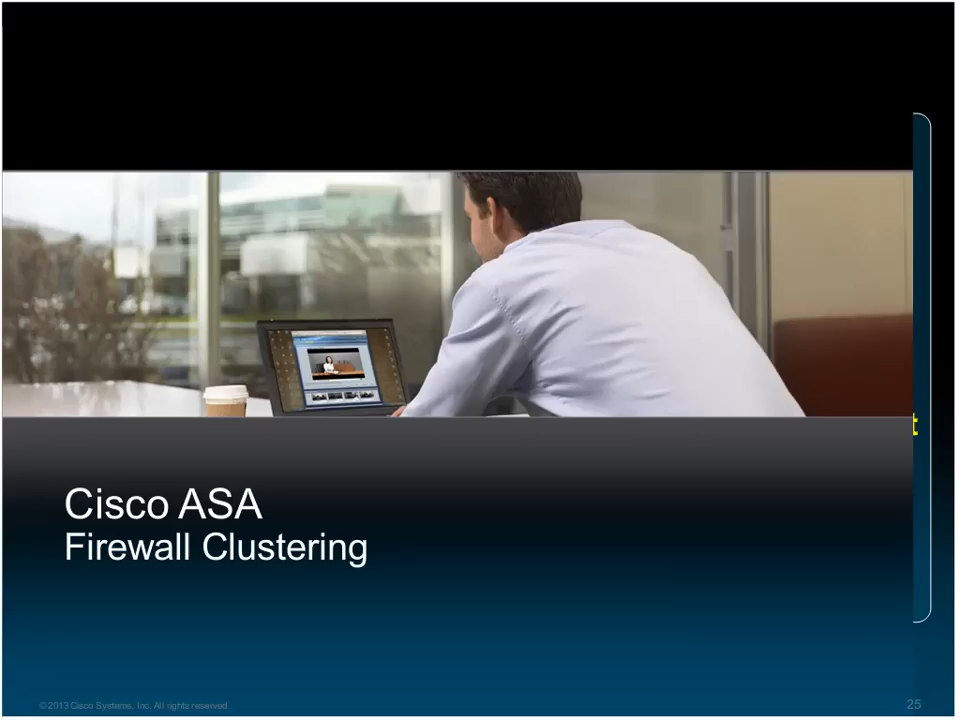 t
Cisco ASA
Firewall Clustering
© 2013 Cisco Systems, Inc. All rights reserved
25